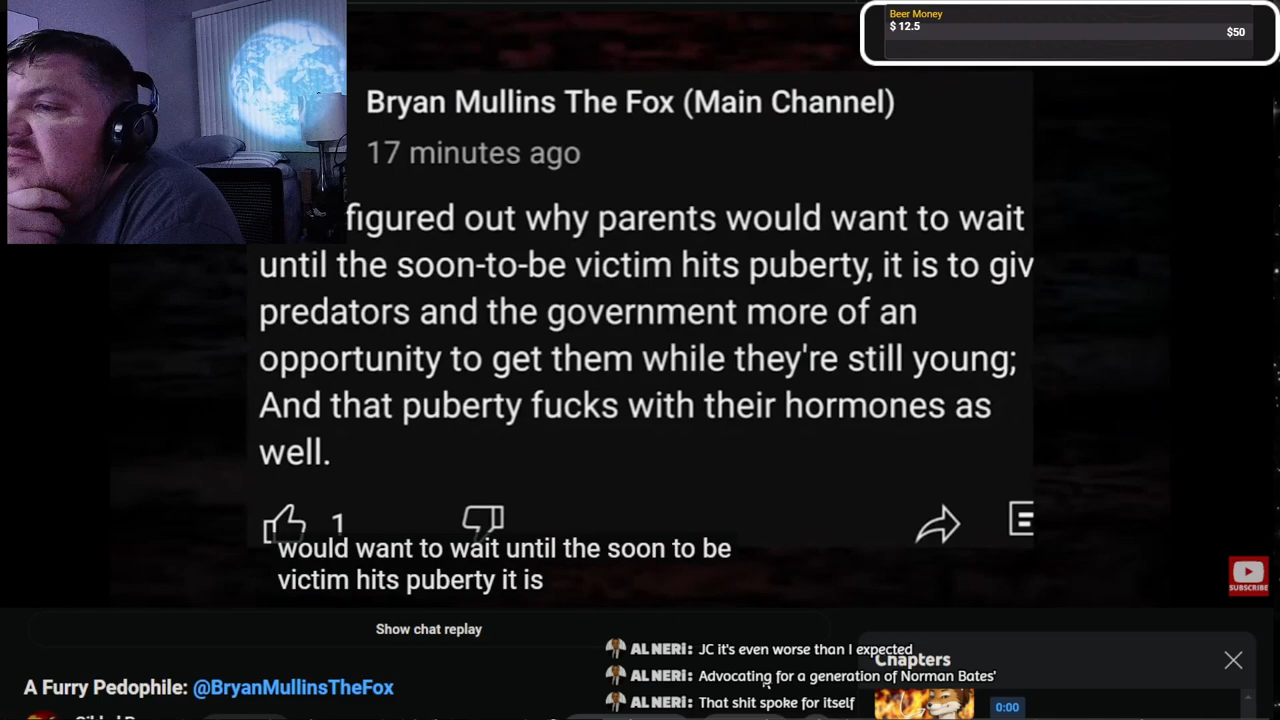 Beer Money
$ 12.5
$50
Bryan Mullins The Fox (Main Channel)
17 minutes ago
figured out why parents would want to wait
until the soon-to-be victim hits puberty, it is to giv
predators and the government more of an
opportunity to get them while they're still young;
And that puberty fucks with their hormones as
well.
1
would want to wait until the soon to be
victim hits puberty it is
SUBSCRIBE
Show chat replay
AL NERI: JC it's even worse than I expected
Chapters
AL NERI: Advocating for a generation of Norman Bates'
A Furry Pedophile: @BryanMullinsTheFox
AL NERI: That shit spoke for itself
0:00